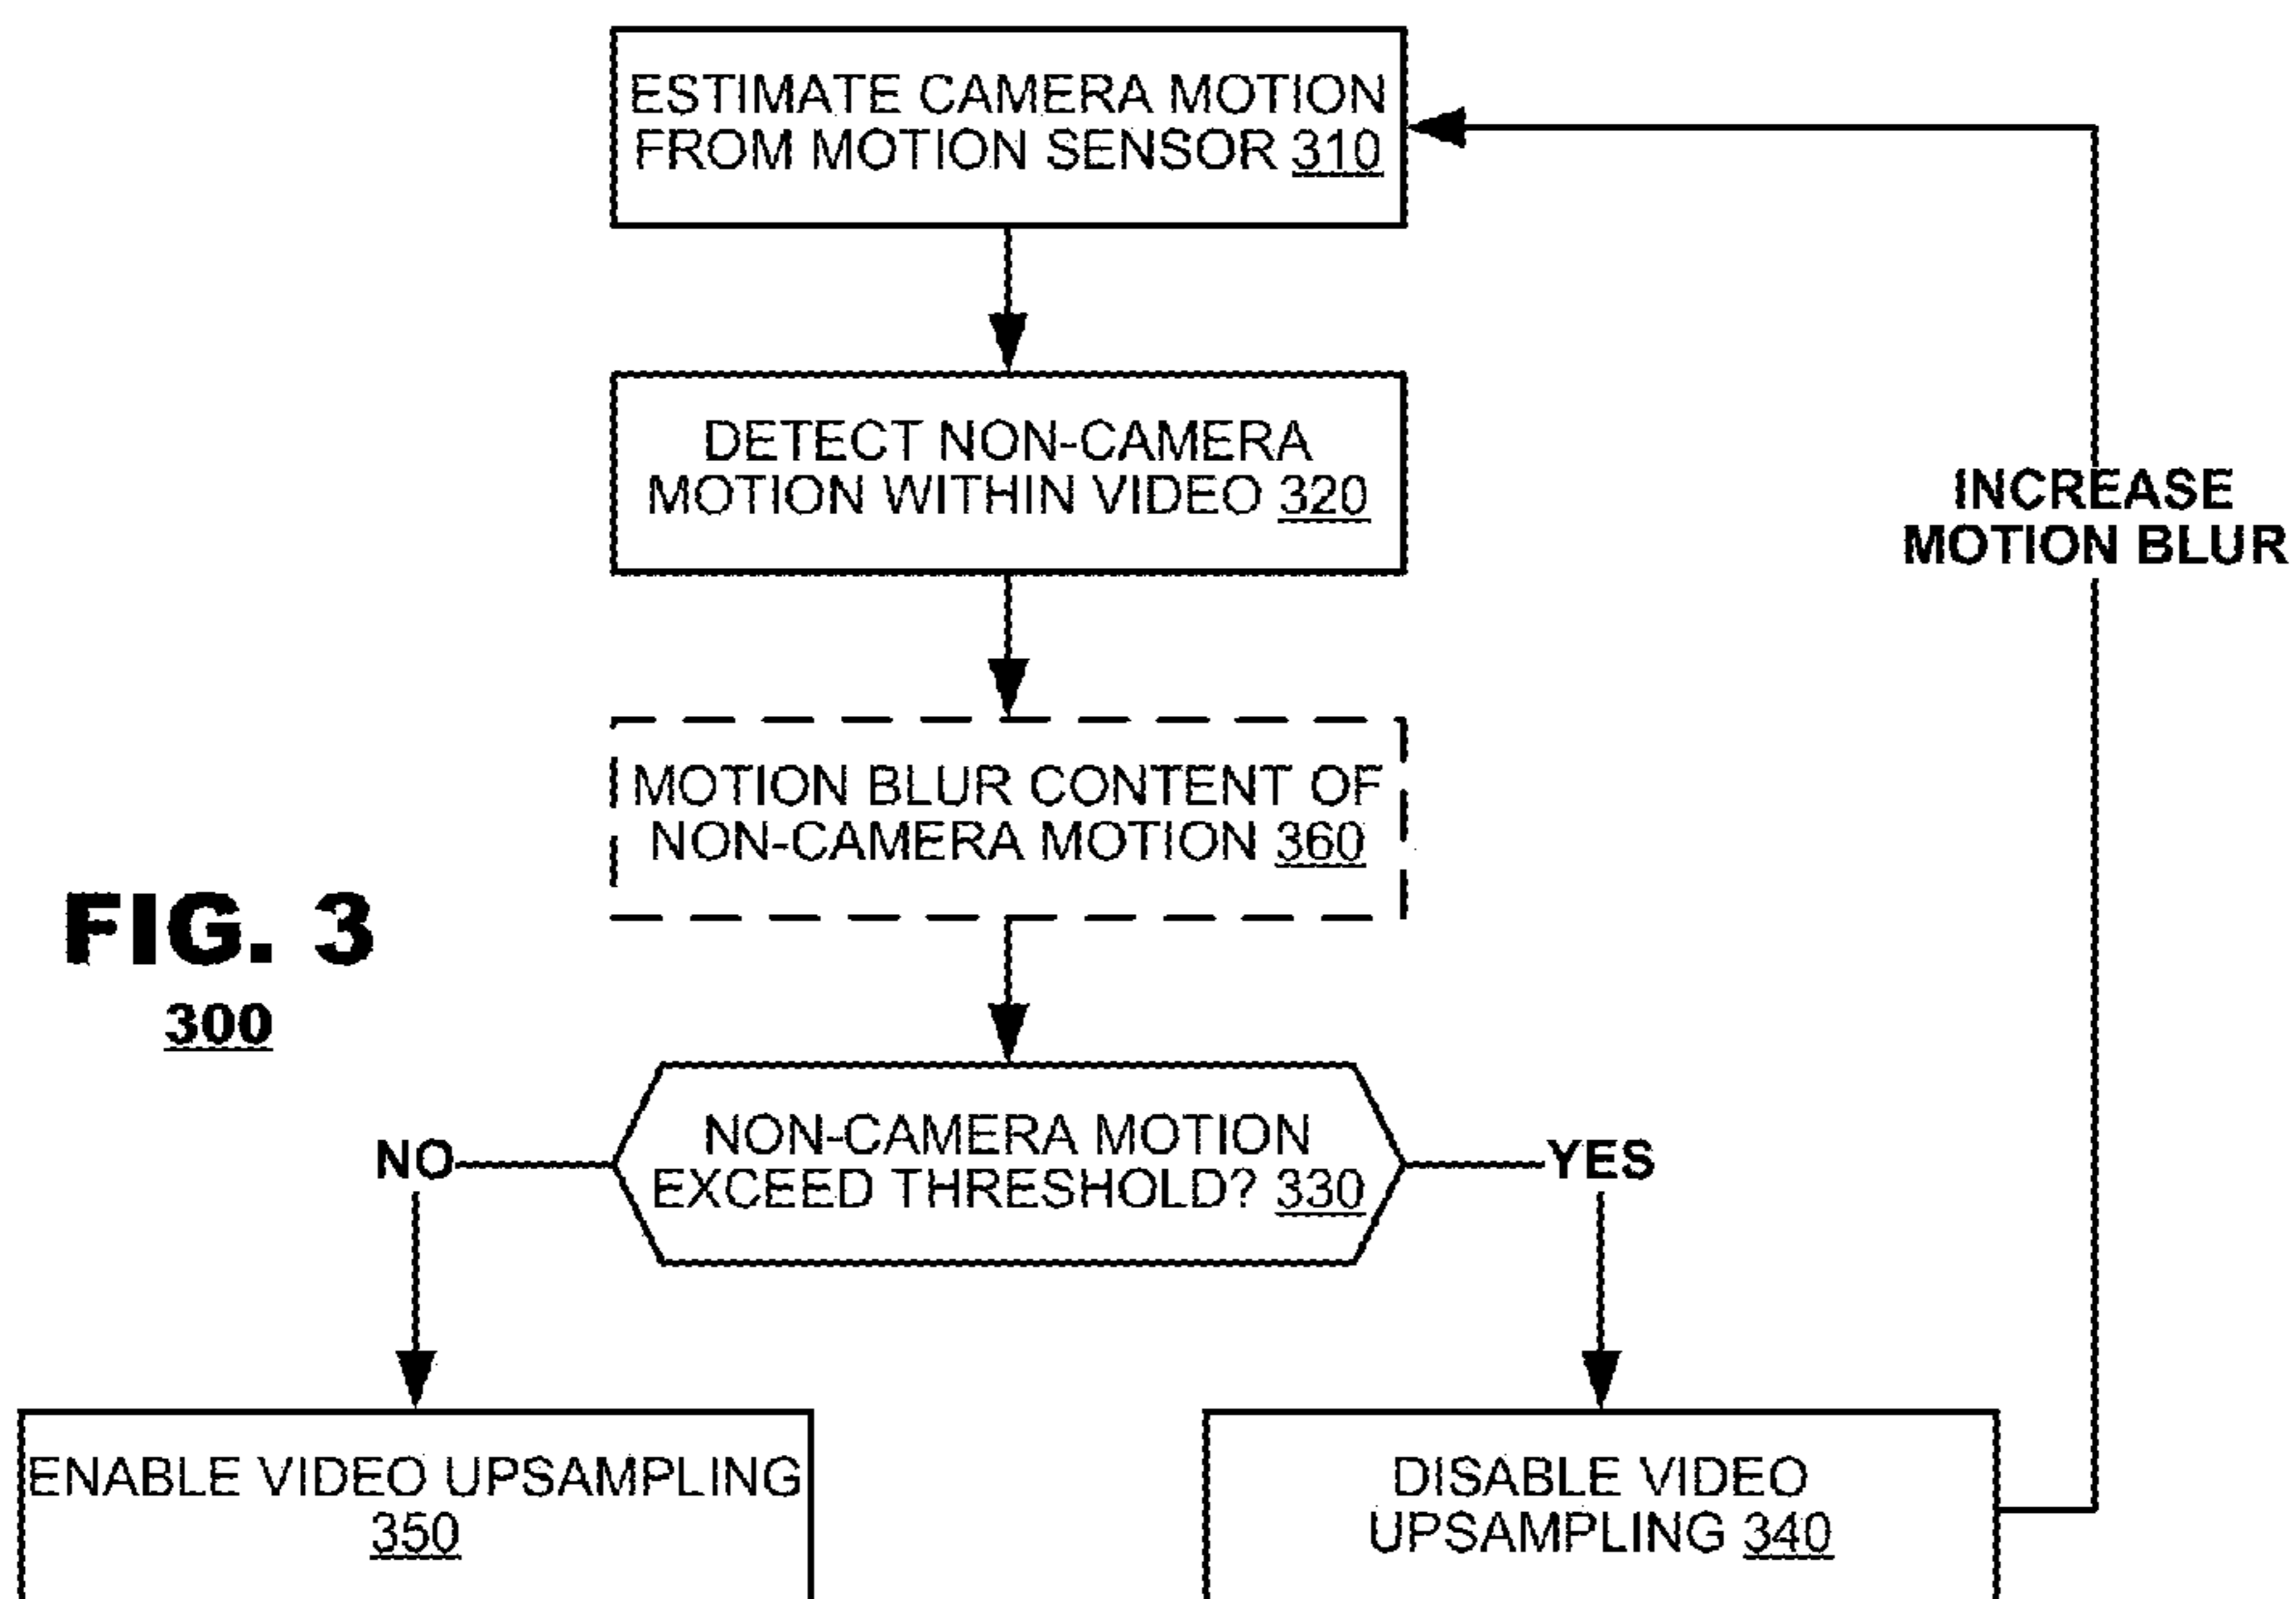 ESTIMATE CAMERA MOTION
FROM MOTION SENSOR 310
DETECT NON-CAMERA
MOTION WITHIN VIDEO 320
INCREASE
MOTION BLUR
MOTION BLUR CONTENT OF
NON-CAMERA MOTION 360
FIG. 3
300
NON-CAMERA MOTION
EXCEED THRESHOLD? 330
NO
YES
ENABLE VIDEO UPSAMPLING
350
DISABLE VIDEO
UPSAMPLING 340